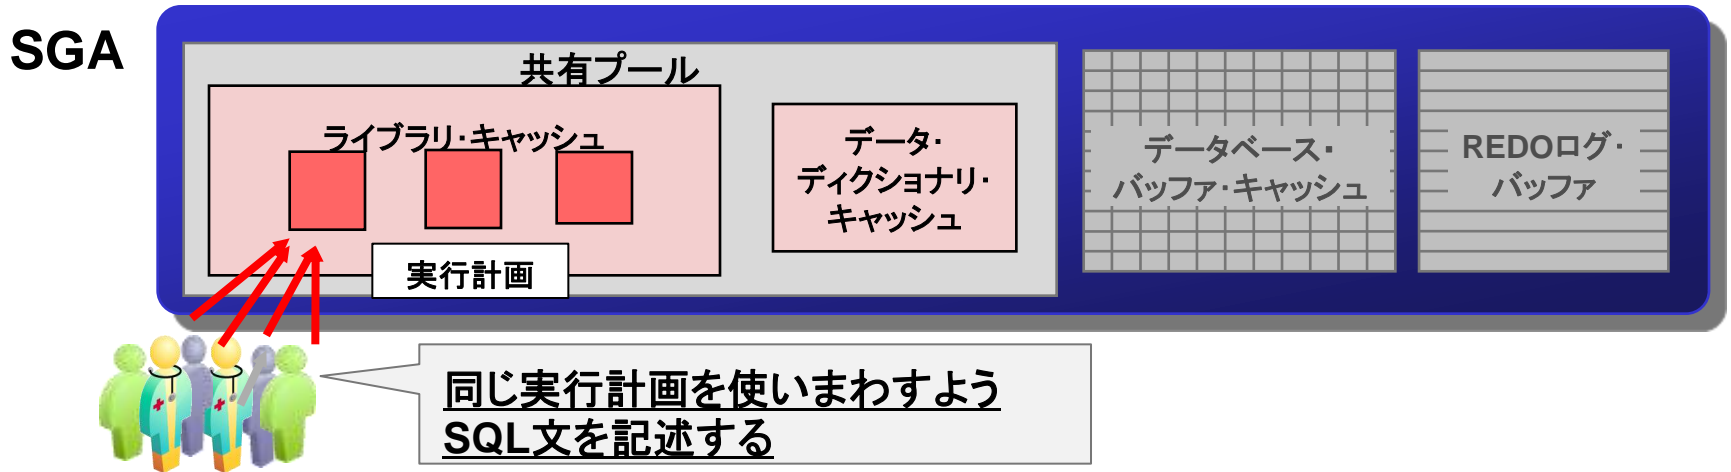 SGA
共有プール
ライブラリ・キャッシュ
実行計画
データ・
ディクショナリ・
キャッシュ
データベース・
バッファ・キャッシュ
REDOログ・
バッファ
同じ実行計画を使いまわすよう
SQL文を記述する